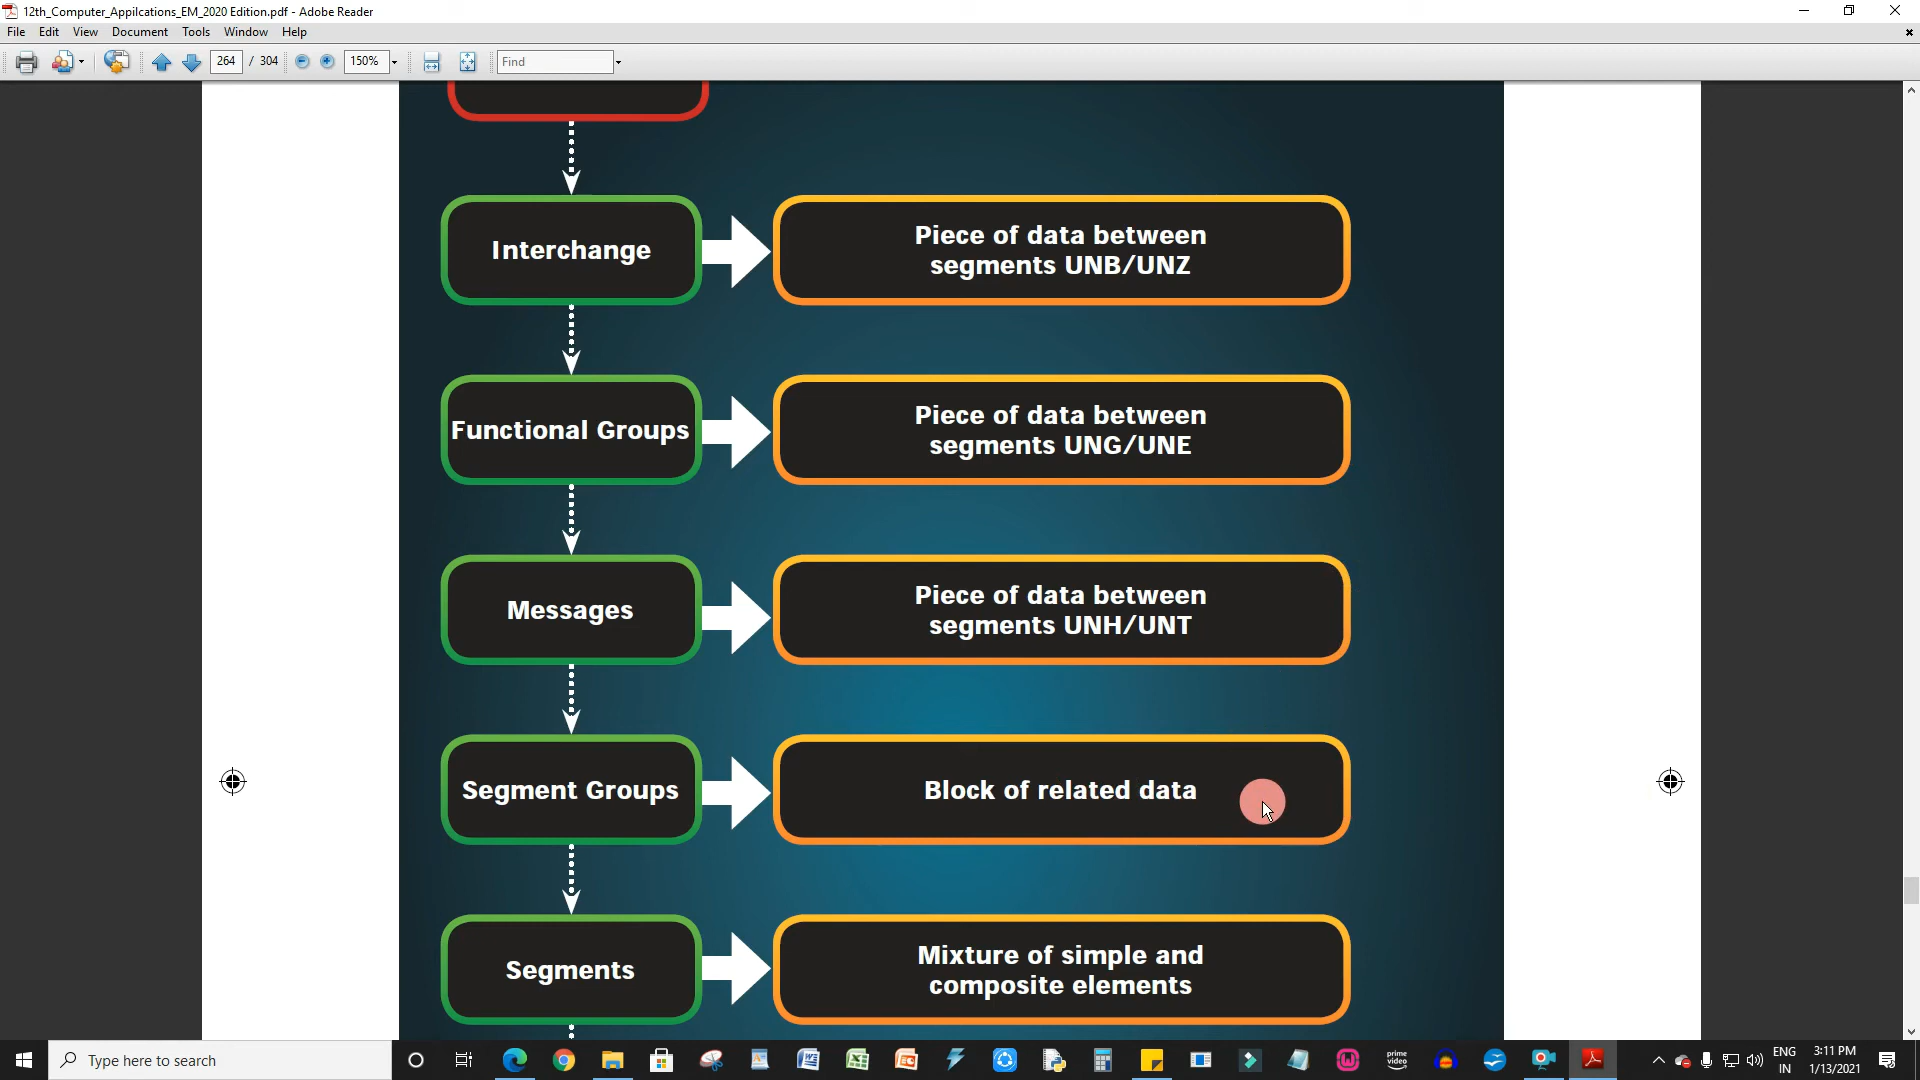 12th_Computer_Appilcations_EM_2020 Edition.pdf - Adobe Reader
File Edit View Document Tools Window Help
264 / 304 150% Find
Interchange
Piece of data between
segments UNB/UNZ
Functional Groups
Piece of data between
segments UNG/UNE
Messages
Piece of data between
segments UNH/UNT
Segment Groups
Block of related data
Segments
Mixture of simple and
composite elements
Type here to search
prime
video
ENG
IN
3:11 PM
1/13/2021